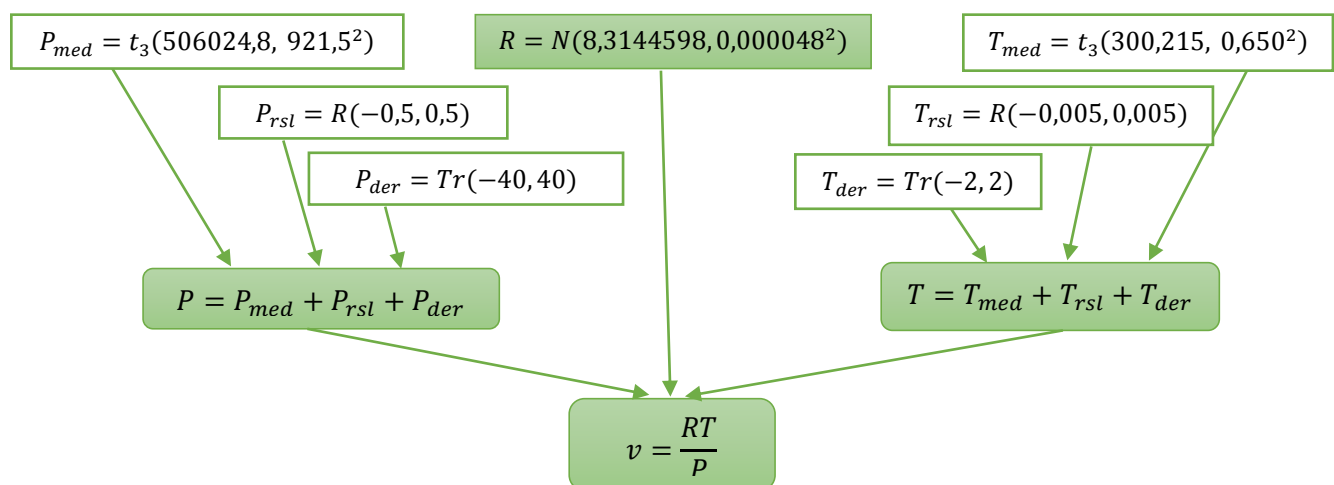 P_med = t_3(506024,8, 921,5²)
R = N(8,3144598, 0,000048²)
T_med = t_3(300,215, 0,650²)
P_rsl = R(−0,5, 0,5)
T_rsl = R(−0,005, 0,005)
P_der = Tr(−40, 40)
T_der = Tr(−2, 2)
P = P_med + P_rsl + P_der
T = T_med + T_rsl + T_der
v = RT/P